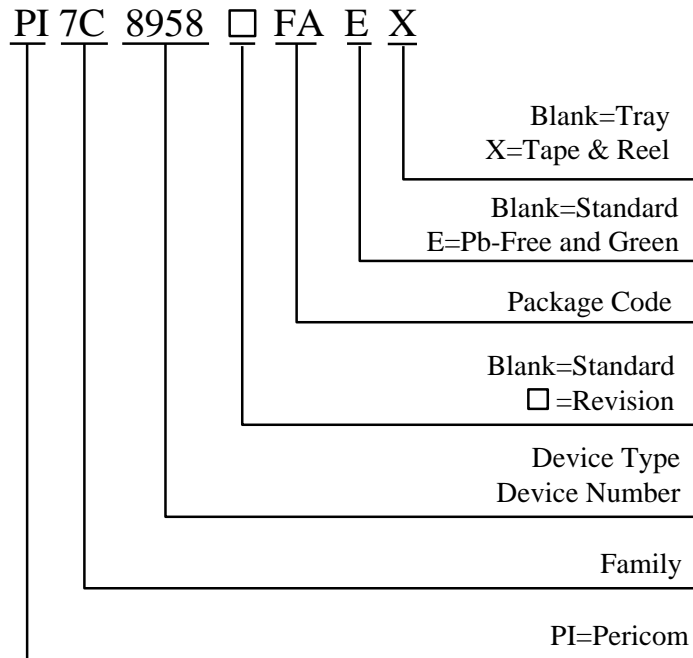 PI 7C 8958 □ FA E X
Blank=Tray
X=Tape & Reel
Blank=Standard
E=Pb-Free and Green
Package Code
Blank=Standard
□ =Revision
Device Type
Device Number
Family
PI=Pericom